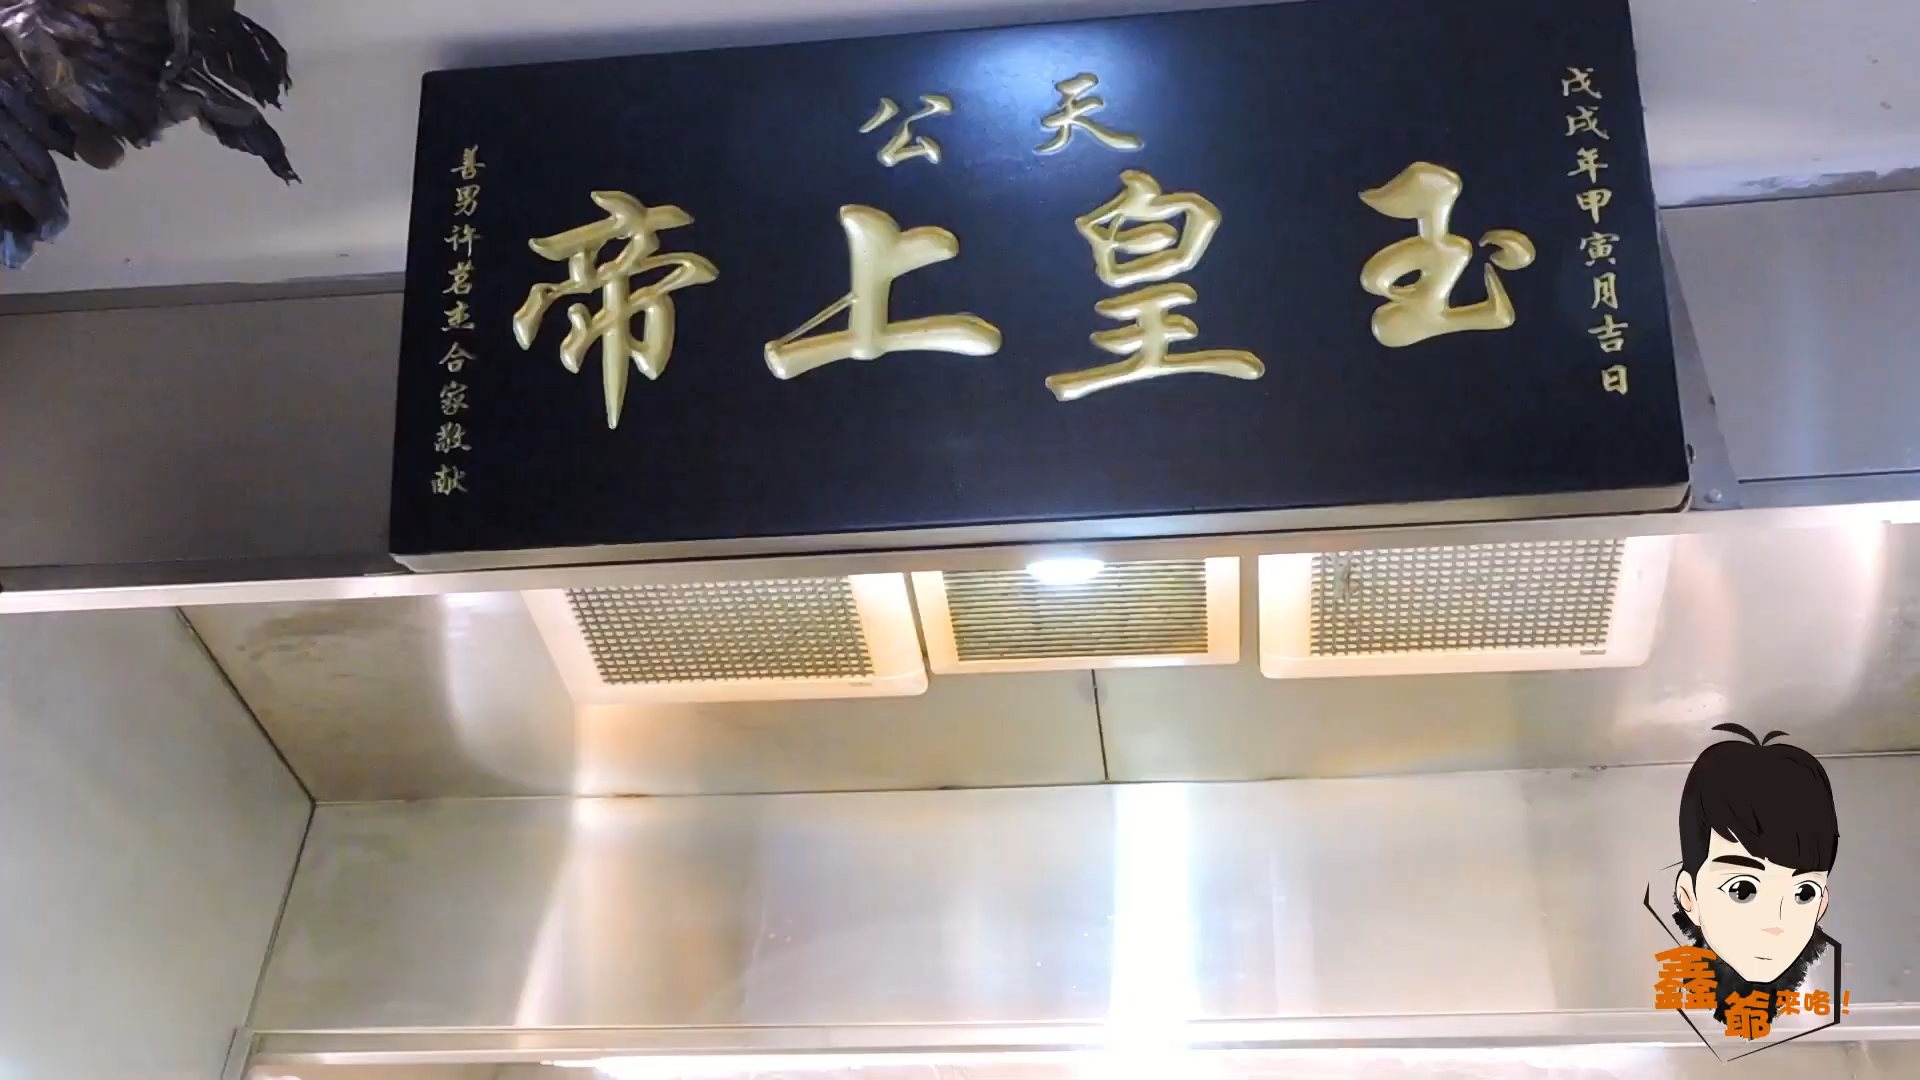 天公
玉皇上帝
戊戌年甲寅月吉日
善男許茗杰合家敬献
鑫爺來咯！